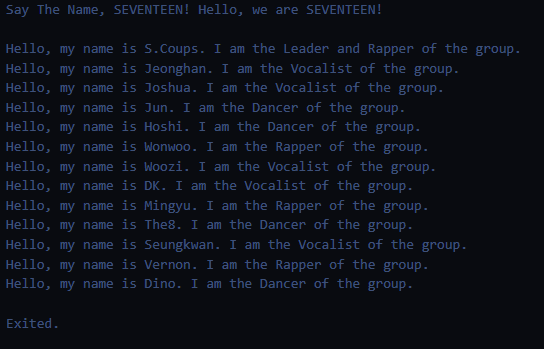 Say The Name, SEVENTEEN! Hello, we are SEVENTEEN!
Hello, my name is S.Coups. I am the Leader and Rapper of the group.
Hello, my name is Jeonghan. I am the Vocalist of the group.
Hello, my name is Joshua. I am the Vocalist of the group.
Hello, my name is Jun. I am the Dancer of the group.
Hello, my name is Hoshi. I am the Dancer of the group.
Hello, my name is Wonwoo. I am the Rapper of the group.
Hello, my name is Woozi. I am the Vocalist of the group.
Hello, my name is DK. I am the Vocalist of the group.
Hello, my name is Mingyu. I am the Rapper of the group.
Hello, my name is The8. I am the Dancer of the group.
Hello, my name is Seungkwan. I am the Vocalist of the group.
Hello, my name is Vernon. I am the Rapper of the group.
Hello, my name is Dino. I am the Dancer of the group.
Exited.